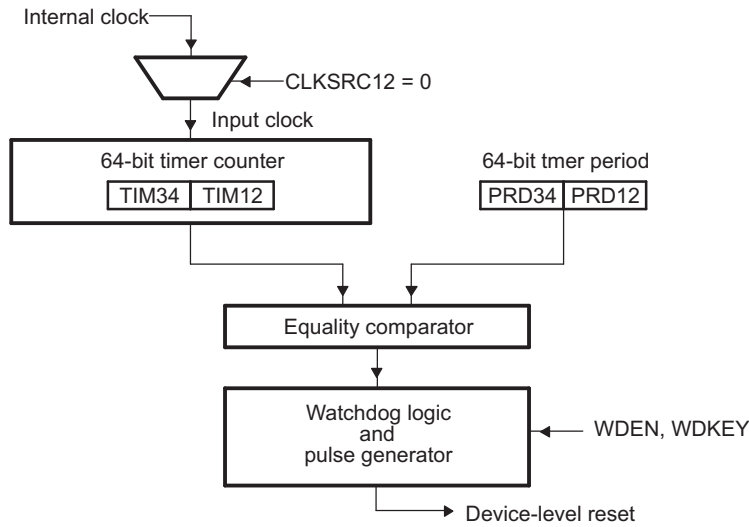 Internal clock
CLKSRC12 = 0
Input clock
64-bit timer counter
TIM34 TIM12
64-bit tmer period
PRD34 PRD12
Equality comparator
Watchdog logic
and
pulse generator
WDEN, WDKEY
Device-level reset